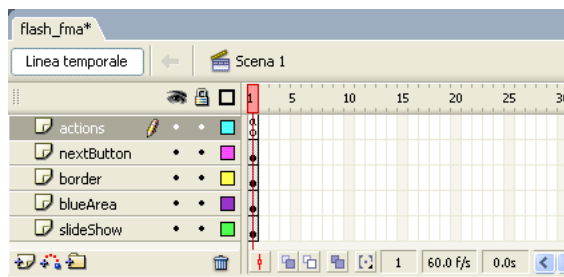 flash_fma*
Linea temporale Scena 1
1 5 10 15 20 25
actions
nextButton
border
blueArea
slideShow
1 60.0 f/s 0.0s